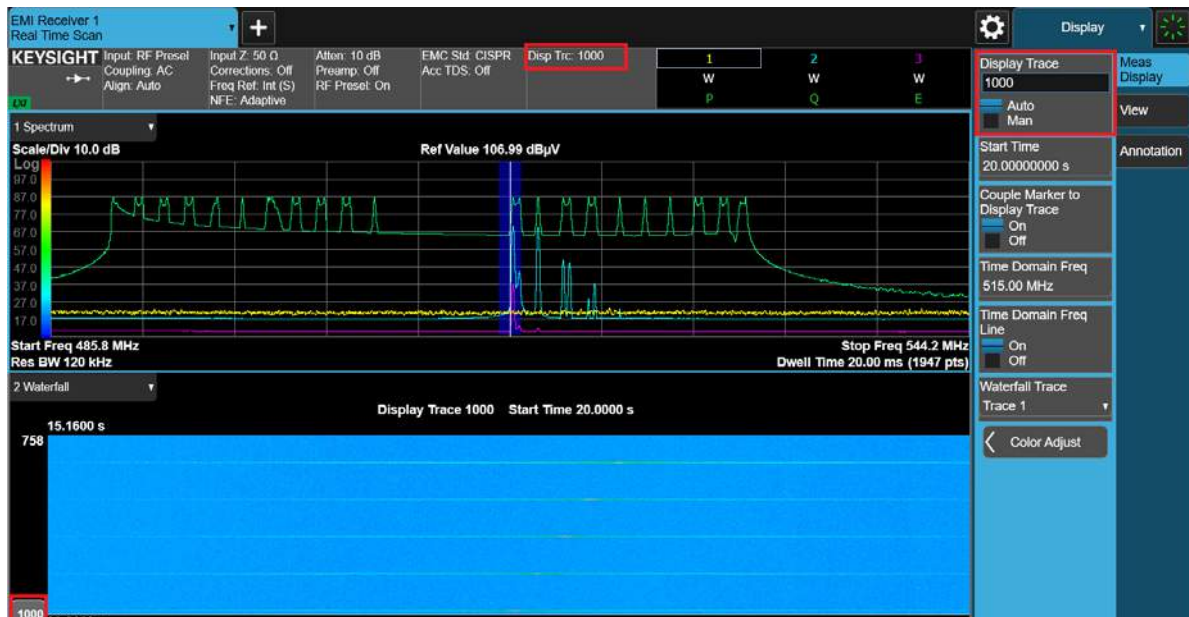 EMI Receiver 1
Real Time Scan
+
Display
KEYSIGHT
Input: RF Presel
Coupling: AC
Align: Auto
Input Z: 50 Ω
Corrections: Off
Freq Ref: Int (S)
NFE: Adaptive
Atten: 10 dB
Preamp: Off
RF Presel: On
EMC Std: CISPR
Acc TDS: Off
Disp Trc: 1000
1 2 3
W W W
P Q E
LXI
1 Spectrum
Scale/Div 10.0 dB
Ref Value 106.99 dBµV
Log
97.0
87.0
77.0
67.0
57.0
47.0
37.0
27.0
17.0
Start Freq 485.8 MHz
Stop Freq 544.2 MHz
Res BW 120 kHz
Dwell Time 20.00 ms (1947 pts)
2 Waterfall
Display Trace 1000 Start Time 20.0000 s
15.1600 s
758
1000
Display Trace
1000
Auto
Man
Start Time
20.00000000 s
Couple Marker to
Display Trace
On
Off
Time Domain Freq
515.00 MHz
Time Domain Freq
Line
On
Off
Waterfall Trace
Trace 1
Color Adjust
Meas
Display
View
Annotation